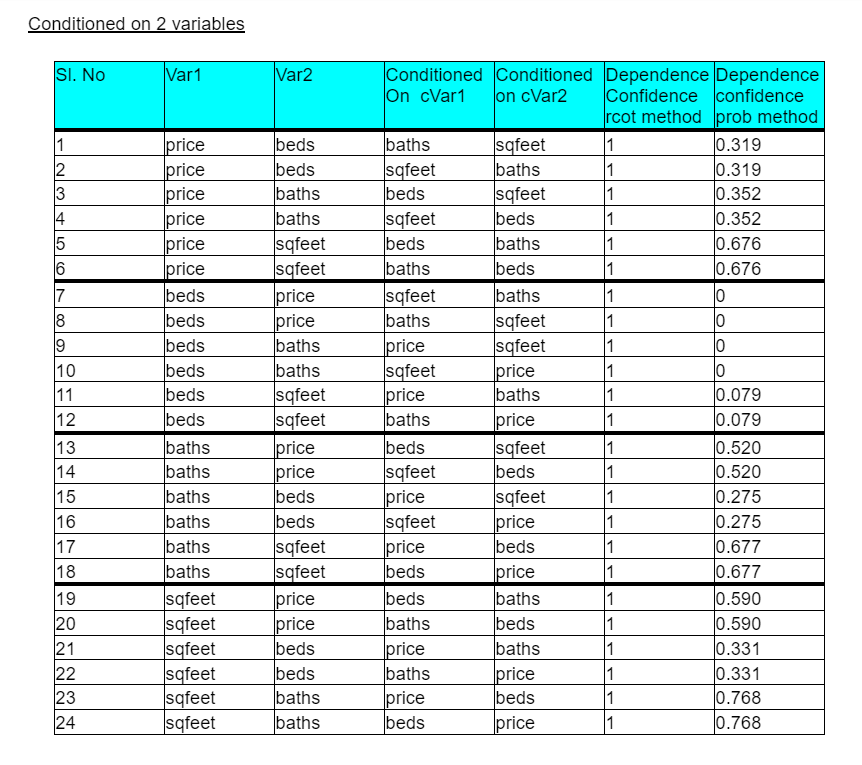 Conditioned on 2 variables
Sl. No Var1 Var2 Conditioned Conditioned Dependence Dependence
On cVar1 on cVar2 Confidence confidence
rcot method prob method
1 price beds baths sqfeet 1 0.319
2 price beds sqfeet baths 1 0.319
3 price baths beds sqfeet 1 0.352
4 price baths sqfeet beds 1 0.352
5 price sqfeet beds baths 1 0.676
6 price sqfeet baths beds 1 0.676
7 beds price sqfeet baths 1 0
8 beds price baths sqfeet 1 0
9 beds baths price sqfeet 1 0
10 beds baths sqfeet price 1 0
11 beds sqfeet price baths 1 0.079
12 beds sqfeet baths price 1 0.079
13 baths price beds sqfeet 1 0.520
14 baths price sqfeet beds 1 0.520
15 baths beds price sqfeet 1 0.275
16 baths beds sqfeet price 1 0.275
17 baths sqfeet price beds 1 0.677
18 baths sqfeet beds price 1 0.677
19 sqfeet price beds baths 1 0.590
20 sqfeet price baths beds 1 0.590
21 sqfeet beds price baths 1 0.331
22 sqfeet beds baths price 1 0.331
23 sqfeet baths price beds 1 0.768
24 sqfeet baths beds price 1 0.768